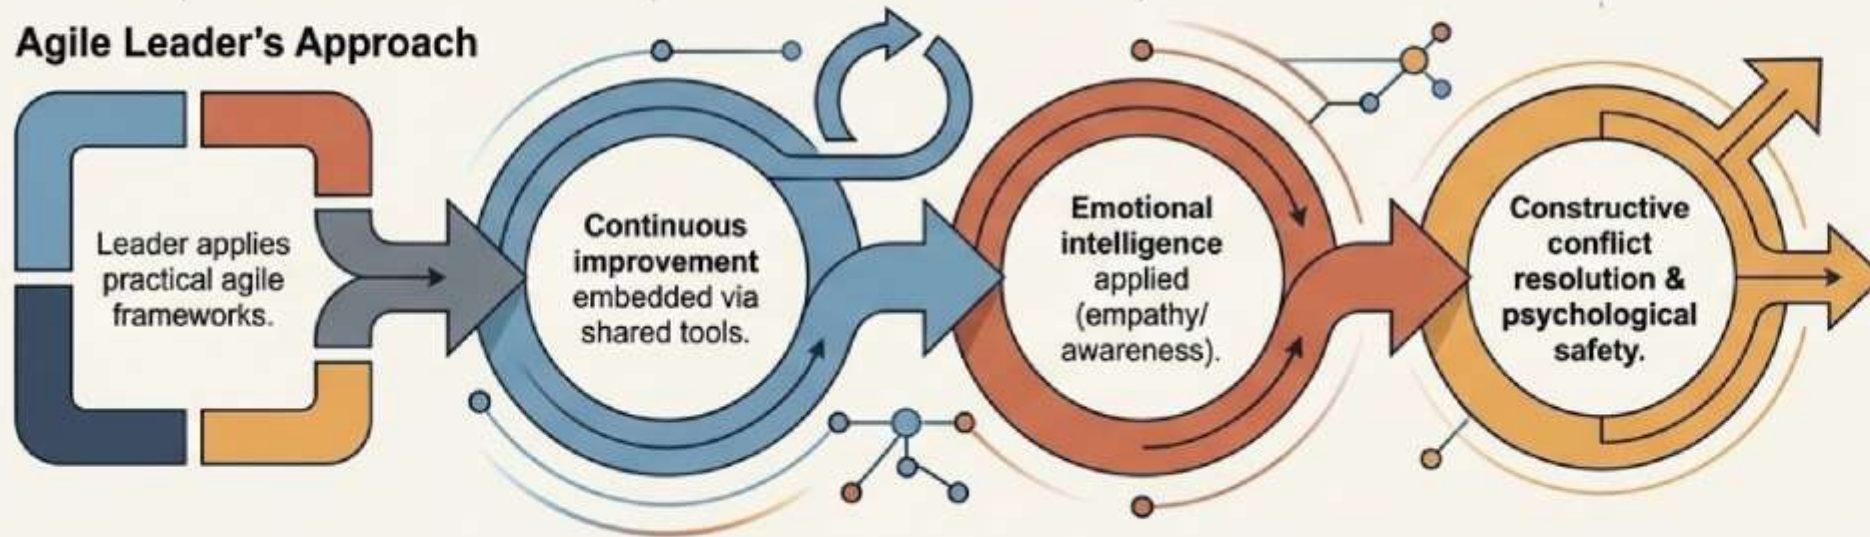 Agile Leader's Approach
Leader applies
practical agile
frameworks.
Continuous
improvement
embedded via
shared tools.
Emotional
intelligence
applied
(empathy/
awareness).
Constructive
conflict
resolution &
psychological
safety.